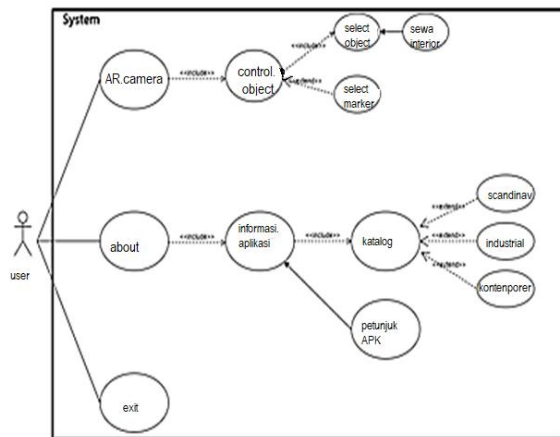 System
AR.camera
<<include>>
control.
object
<<include>>
select
object
sewa
interior
<<extend>>
select
marker
user
about
<<include>>
informasi.
aplikasi
<<include>>
katalog
<<extend>>
scandinav
<<extend>>
industrial
<<extend>>
kontenporer
petunjuk
APK
exit